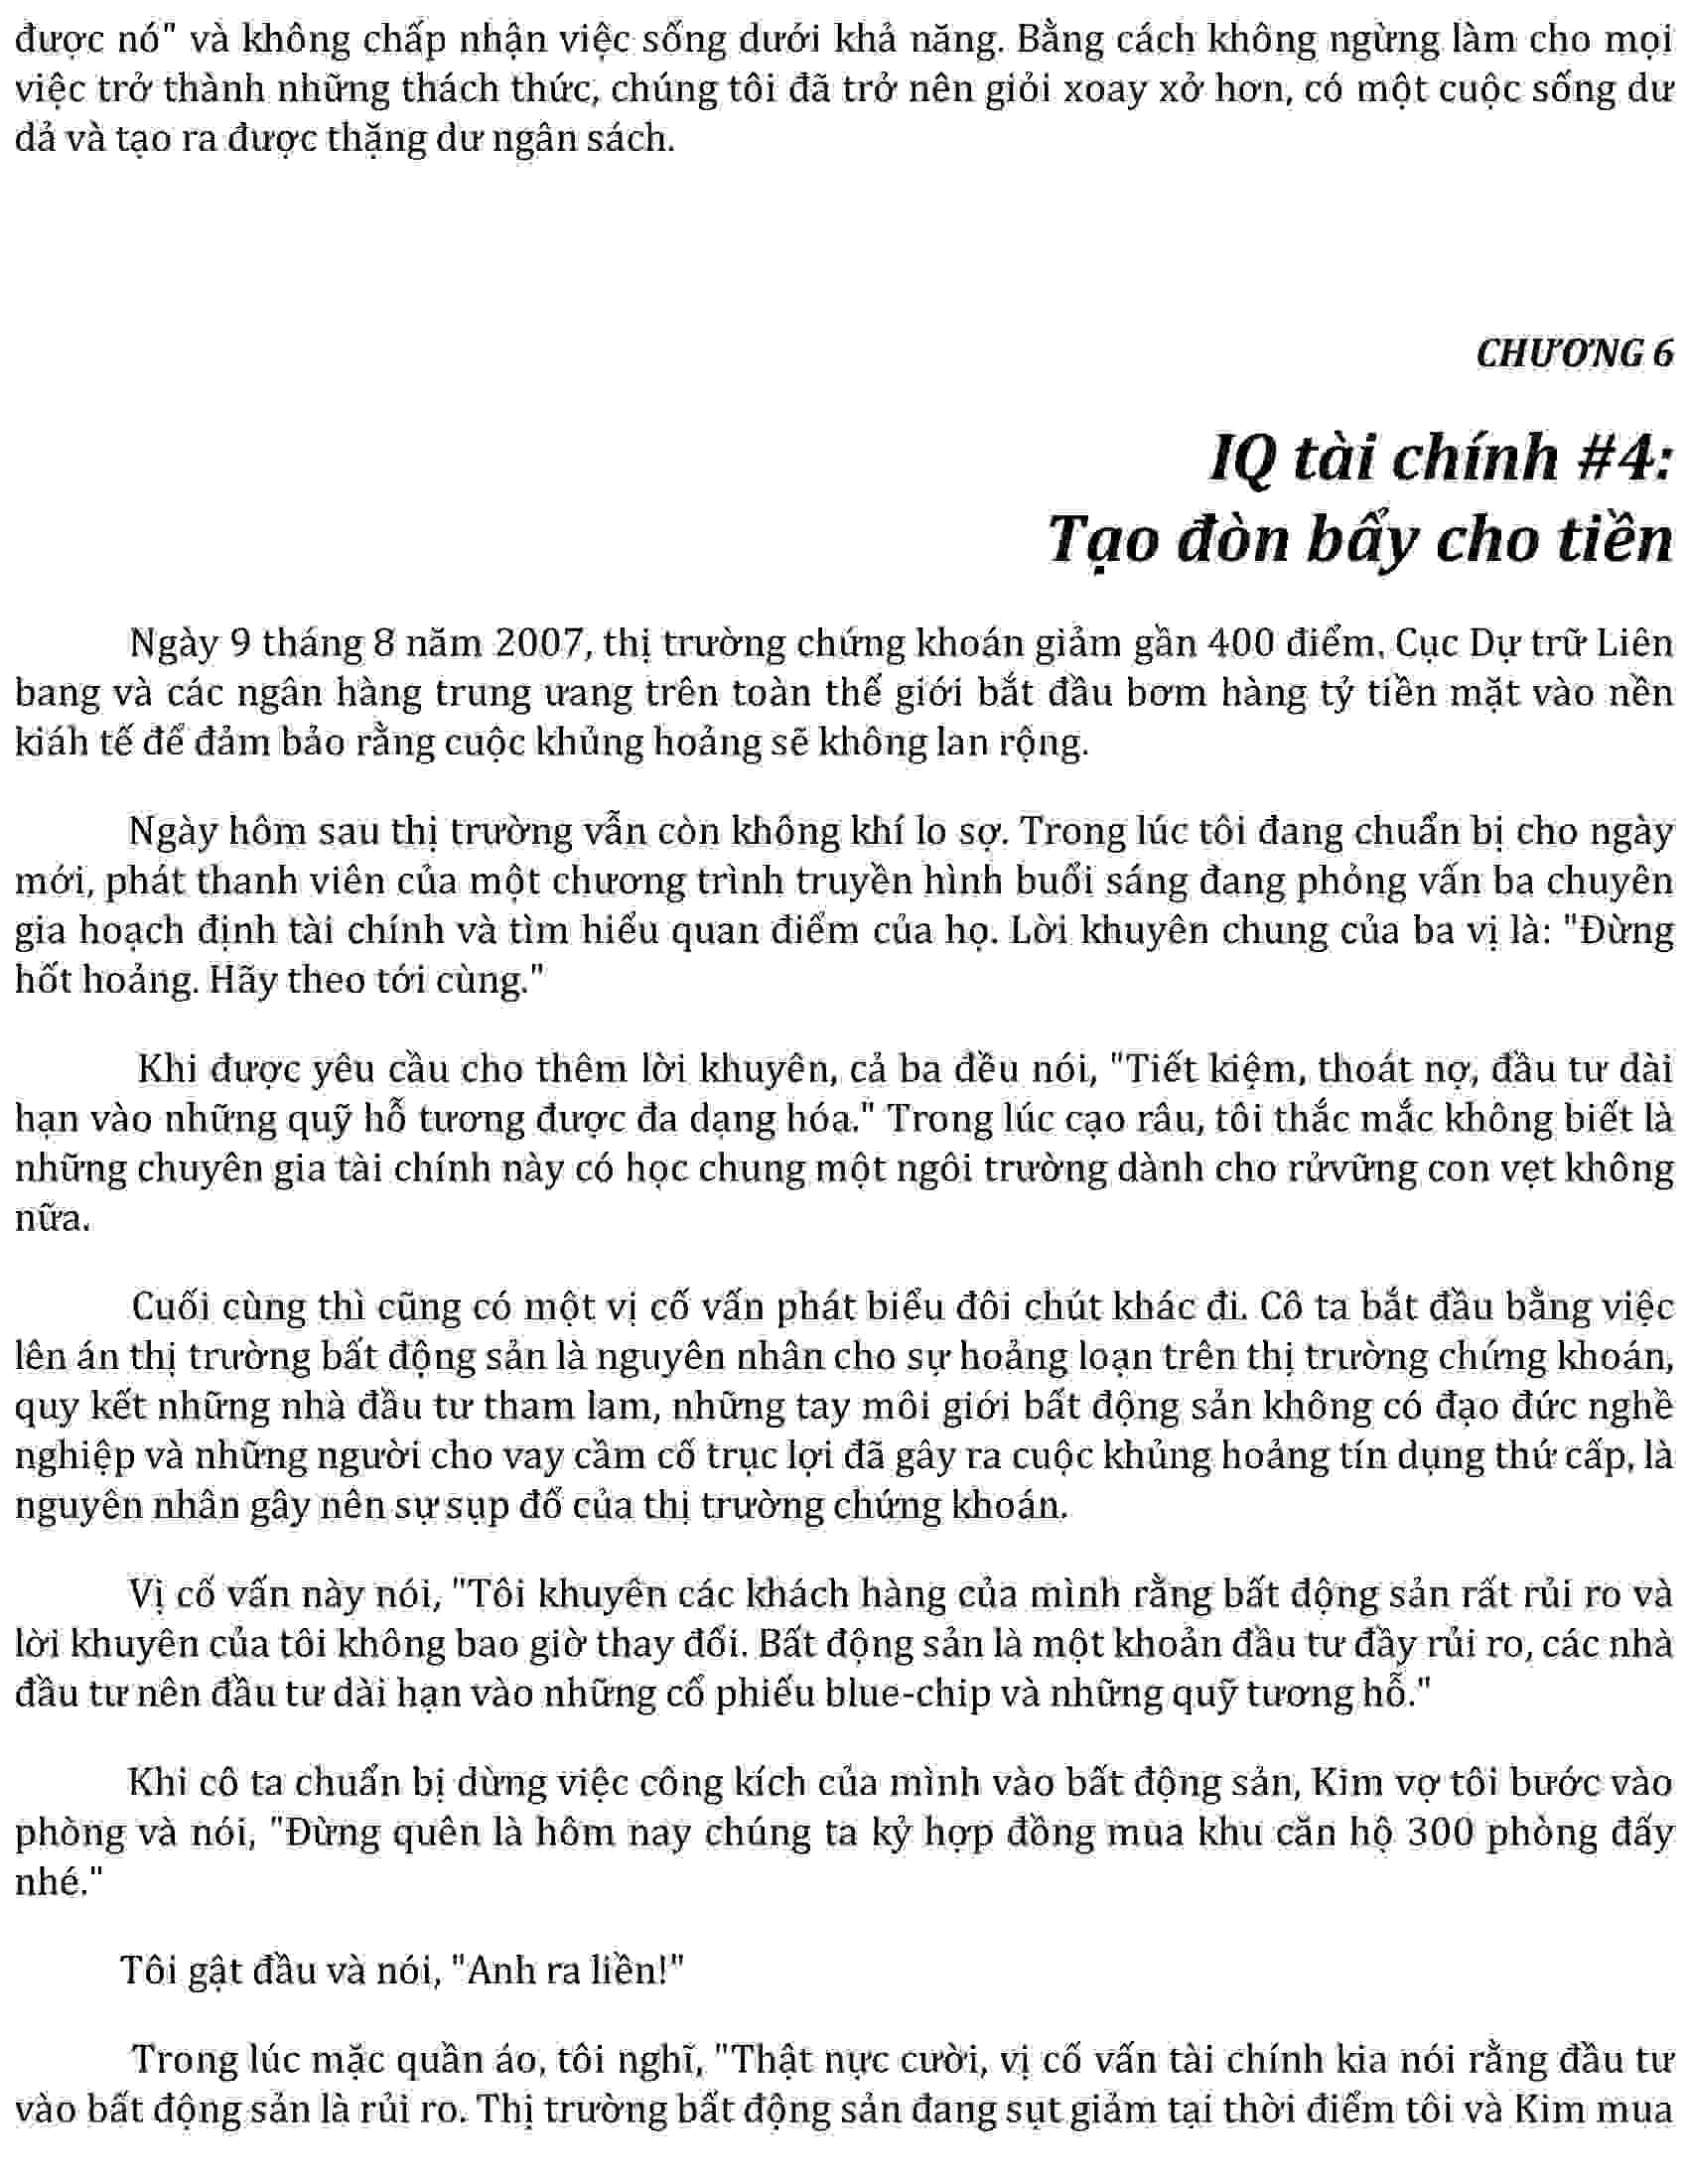 được nó" và không chấp nhận việc sống dưới khả năng. Bằng cách không ngừng làm cho mọi
việc trở thành những thách thức, chúng tôi đã trở nên giỏi xoay xở hơn, có một cuộc sống dư
dả và tạo ra được thặng dư ngân sách.
CHƯƠNG 6
IQ tài chính #4:
Tạo đòn bẩy cho tiền
Ngày 9 tháng 8 năm 2007, thị trường chứng khoán giảm gần 400 điểm. Cục Dự trữ Liên
bang và các ngân hàng trung ưang trên toàn thế giới bắt đầu bơm hàng tỷ tiền mặt vào nền
kiáh tế để đảm bảo rằng cuộc khủng hoảng sẽ không lan rộng.
Ngày hôm sau thị trường vẫn còn không khí lo sợ. Trong lúc tôi đang chuẩn bị cho ngày
mới, phát thanh viên của một chương trình truyền hình buổi sáng đang phỏng vấn ba chuyên
gia hoạch định tài chính và tìm hiểu quan điểm của họ. Lời khuyên chung của ba vị là: "Đừng
hốt hoảng. Hãy theo tới cùng."
Khi được yêu cầu cho thêm lời khuyên, cả ba đều nói, "Tiết kiệm, thoát nợ, đầu tư dài
hạn vào những quỹ hỗ tương được đa dạng hóa." Trong lúc cạo râu, tôi thắc mắc không biết là
những chuyên gia tài chính này có học chung một ngôi trường dành cho rửvững con vẹt không
nữa.
Cuối cùng thì cũng có một vị cố vấn phát biểu đôi chút khác đi. Cô ta bắt đầu bằng việc
lên án thị trường bất động sản là nguyên nhân cho sự hoảng loạn trên thị trường chứng khoán,
quy kết những nhà đầu tư tham lam, những tay môi giới bất động sản không có đạo đức nghề
nghiệp và những người cho vay cầm cố trục lợi đã gây ra cuộc khủng hoảng tín dụng thứ cấp, là
nguyên nhân gây nên sự sụp đổ của thị trường chứng khoán.
Vị cố vấn này nói, "Tôi khuyên các khách hàng của mình rằng bất động sản rất rủi ro và
lời khuyên của tôi không bao giờ thay đổi. Bất động sản là một khoản đầu tư đầy rủi ro, các nhà
đầu tư nên đầu tư dài hạn vào những cổ phiếu blue-chip và những quỹ tương hỗ."
Khi cô ta chuẩn bị dừng việc công kích của mình vào bất động sản, Kim vợ tôi bước vào
phòng và nói, "Đừng quên là hôm nay chúng ta kỷ hợp đồng mua khu căn hộ 300 phòng đấy
nhé."
Tôi gật đầu và nói, "Anh ra liền!"
Trong lúc mặc quần áo, tôi nghĩ, "Thật nực cười, vị cố vấn tài chính kia nói rằng đầu tư
vào bất động sản là rủi ro. Thị trường bất động sản đang sụt giảm tại thời điểm tôi và Kim mua